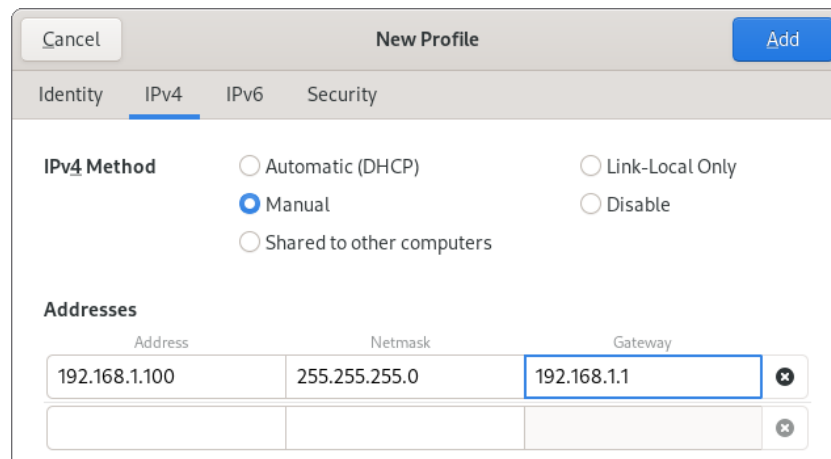 Cancel New Profile Add
Identity IPv4 IPv6 Security
IPv4 Method Automatic (DHCP) Link-Local Only
Manual Disable
Shared to other computers
Addresses
Address Netmask Gateway
192.168.1.100 255.255.255.0 192.168.1.1